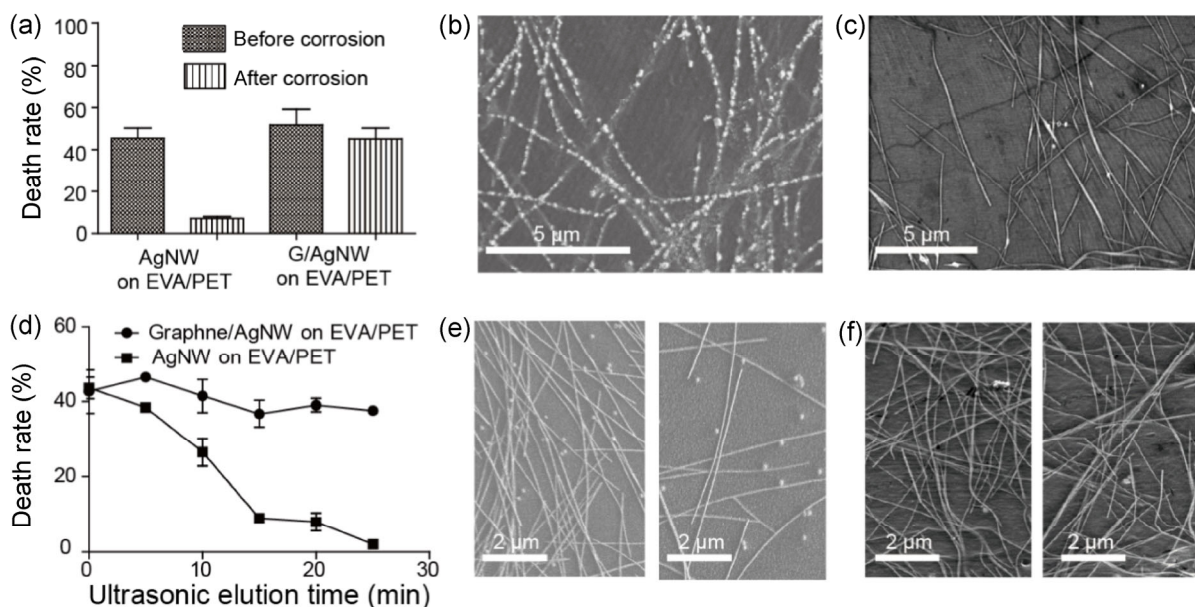 (a)
100
80
60
40
20
0
Death rate (%)
Before corrosion
After corrosion
AgNW
on EVA/PET
G/AgNW
on EVA/PET
(b)
5 μm
(c)
5 μm
(d)
60
40
20
0
Death rate (%)
Graphne/AgNW on EVA/PET
AgNW on EVA/PET
0
10
20
30
Ultrasonic elution time (min)
(e)
2 μm
2 μm
(f)
2 μm
2 μm